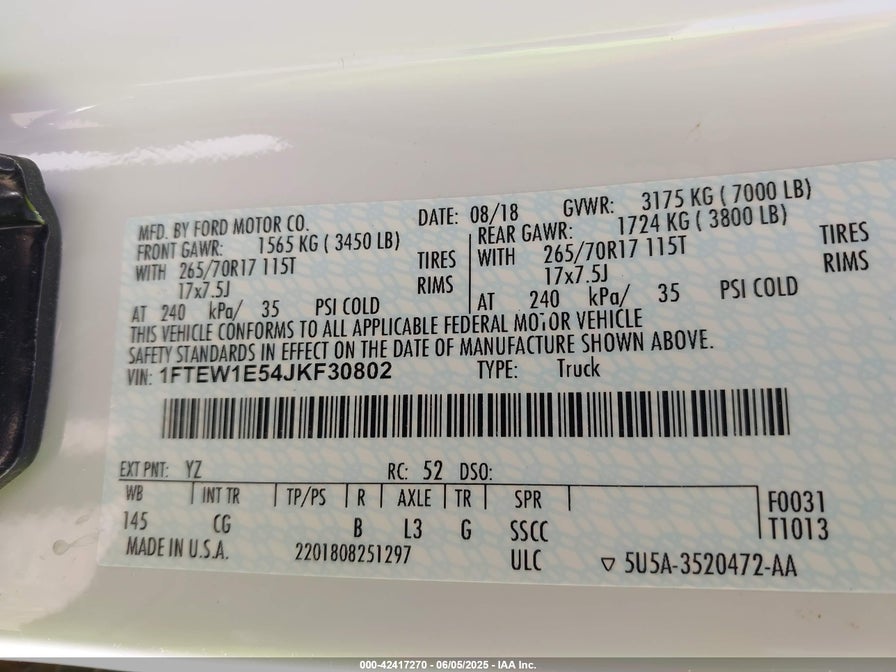 MFD. BY FORD MOTOR CO.
DATE: 08/18 GVWR: 3175 KG ( 7000 LB)
FRONT GAWR: 1565 KG ( 3450 LB)
REAR GAWR: 1724 KG ( 3800 LB)
WITH 265/70R17 115T TIRES
17x7.5J RIMS
WITH 265/70R17 115T TIRES
17x7.5J RIMS
AT 240 kPa/ 35 PSI COLD
AT 240 kPa/ 35 PSI COLD
THIS VEHICLE CONFORMS TO ALL APPLICABLE FEDERAL MOTOR VEHICLE
SAFETY STANDARDS IN EFFECT ON THE DATE OF MANUFACTURE SHOWN ABOVE.
VIN: 1FTEW1E54JKF30802 TYPE: Truck
EXT PNT: YZ RC: 52 DSO:
WB INT TR TP/PS R AXLE TR SPR F0031
145 CG B L3 G SSCC T1013
MADE IN U.S.A. 2201808251297 ULC ▽ 5U5A-3520472-AA
000-42417270 - 06/05/2025 - IAA Inc.